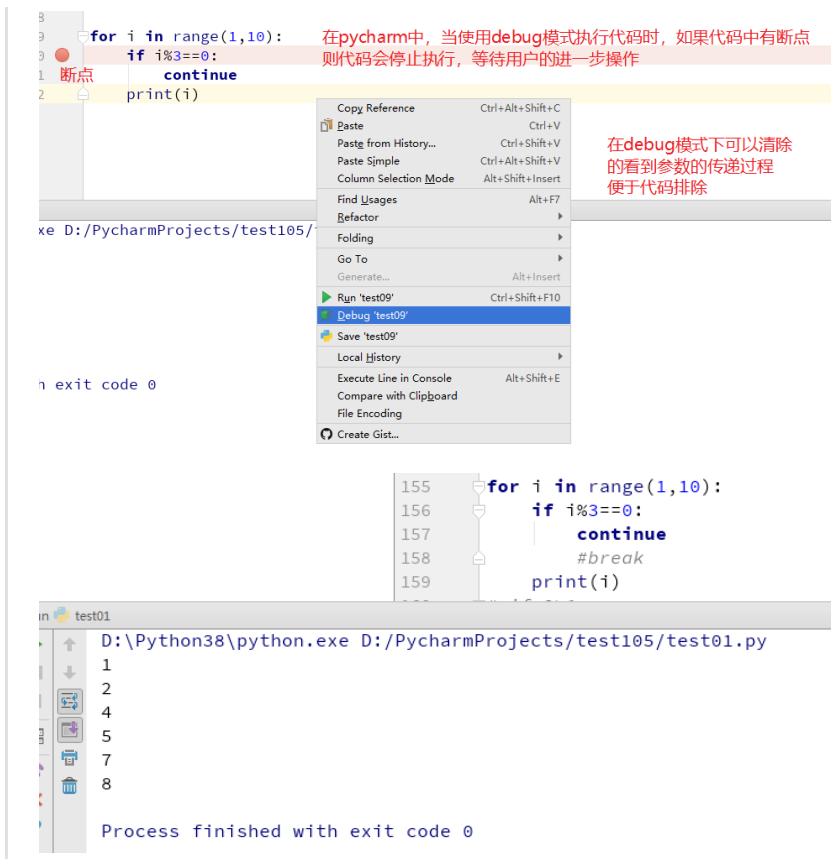 8
9 for i in range(1,10): 在pycharm中，当使用debug模式执行代码时，如果代码中有断点
0 if i%3==0: 则代码会停止执行，等待用户的进一步操作
1 断点 continue
2 print(i)
Copy Reference Ctrl+Alt+Shift+C
Paste Ctrl+V
Paste from History... Ctrl+Shift+V
Paste Simple Ctrl+Alt+Shift+V
Column Selection Mode Alt+Shift+Insert
Find Usages Alt+F7
Refactor
Folding
Go To
Generate... Alt+Insert
Run 'test09' Ctrl+Shift+F10
Debug 'test09'
Save 'test09'
Local History
Execute Line in Console Alt+Shift+E
Compare with Clipboard
File Encoding
Create Gist...
在debug模式下可以清除
的看到参数的传递过程
便于代码排除
xe D:/PycharmProjects/test105/
h exit code 0
155 for i in range(1,10):
156 if i%3==0:
157 continue
158 #break
159 print(i)
un test01
D:\Python38\python.exe D:/PycharmProjects/test105/test01.py
1
2
4
5
7
8
Process finished with exit code 0